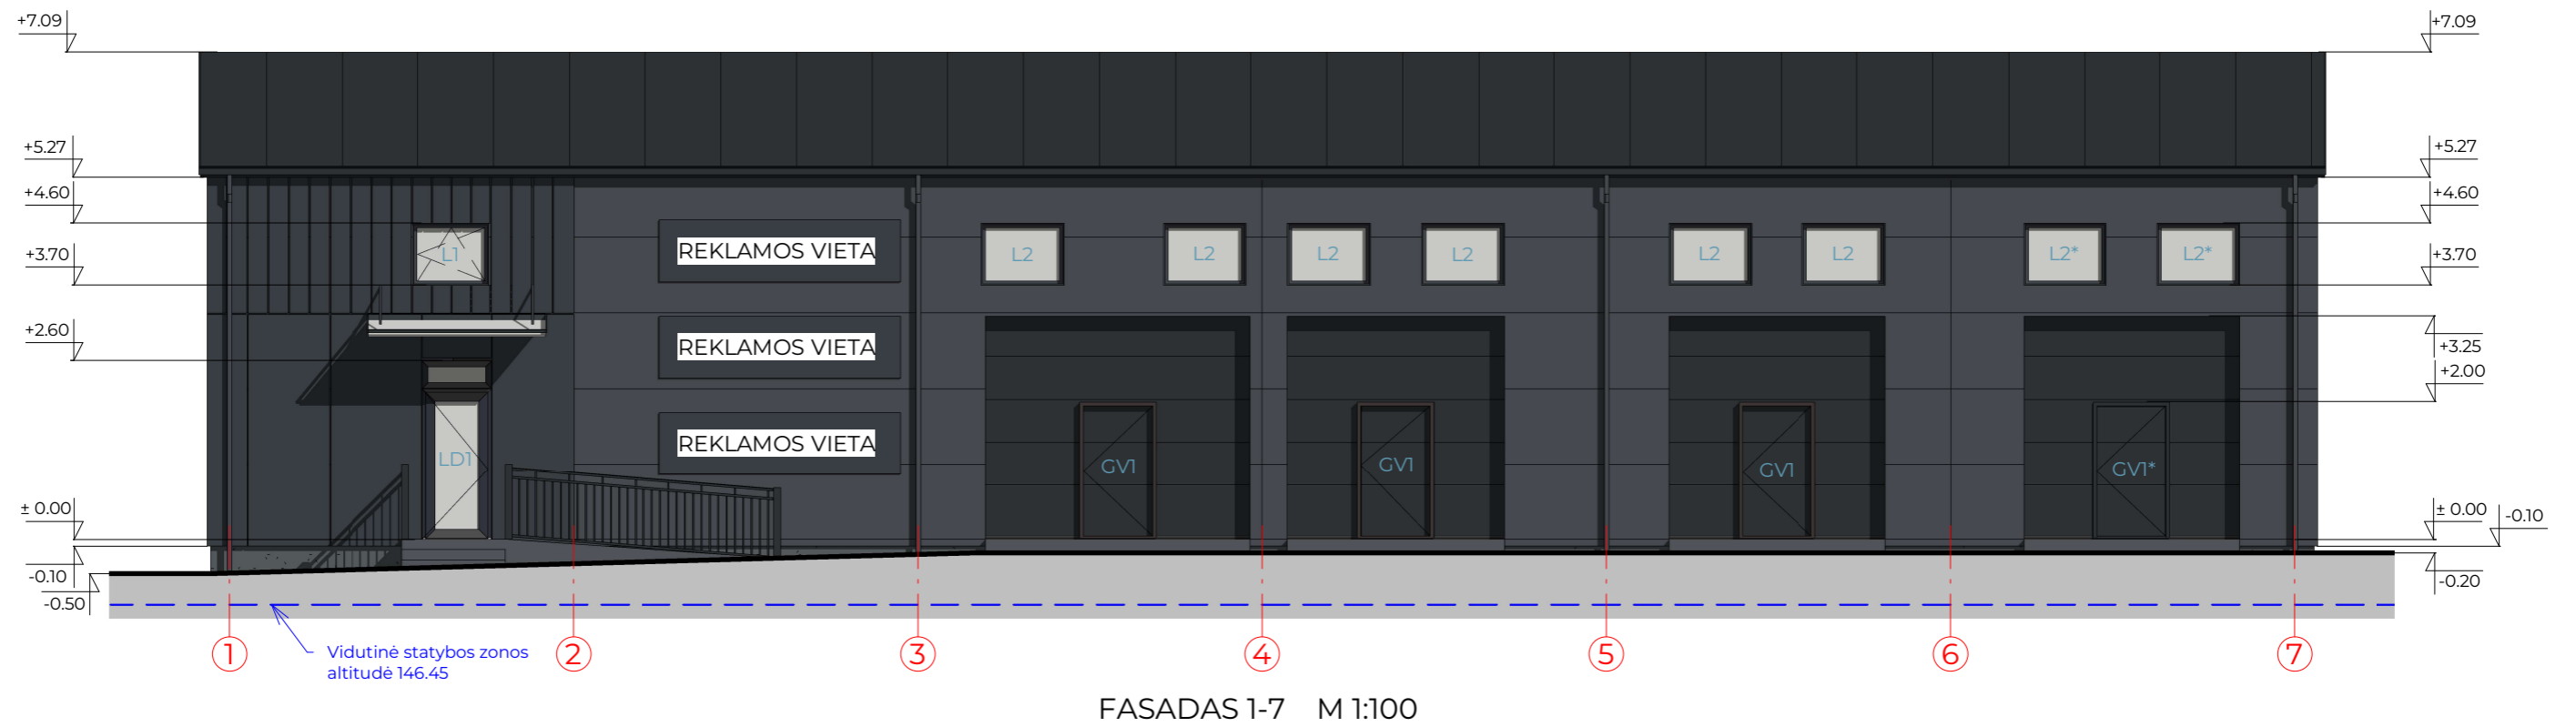 +7.09
+7.09
+5.27
+5.27
+4.60
+4.60
+3.70
+3.70
L1
REKLAMOS VIETA
L2
L2
L2
L2
L2
L2
L2*
L2*
+2.60
REKLAMOS VIETA
+3.25
+2.00
REKLAMOS VIETA
LD1
GV1
GV1
GV1
GV1*
± 0.00
± 0.00
-0.10
-0.10
-0.50
-0.20
1
2
3
4
5
6
7
Vidutinė statybos zonos
altitudė 146.45
FASADAS 1-7 M 1:100